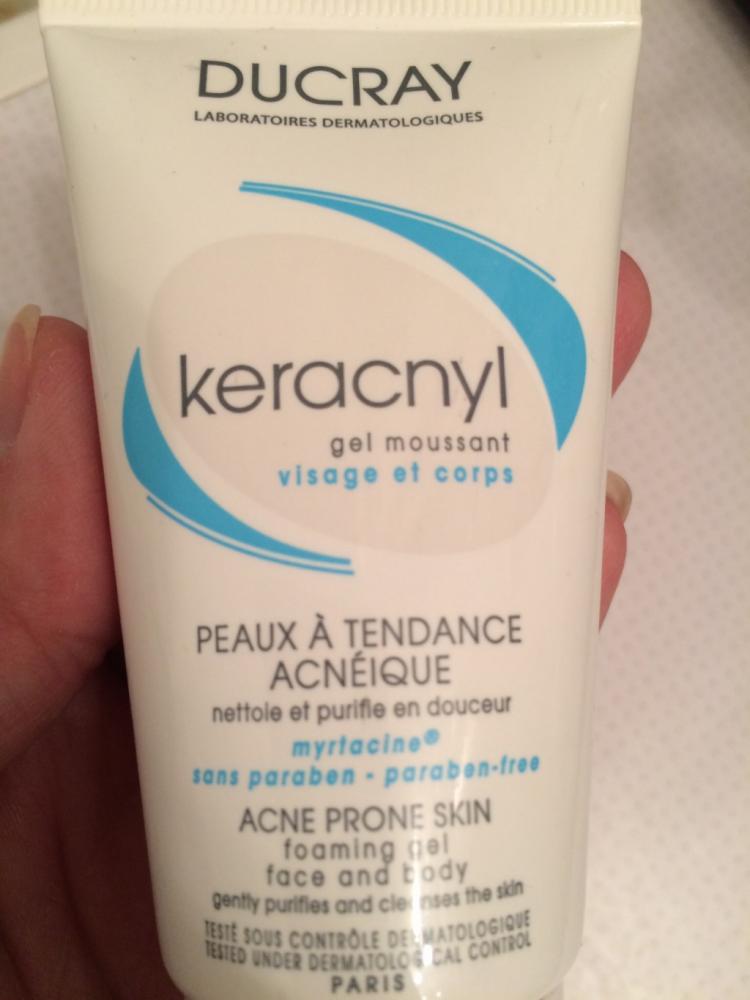 DUCRAY
LABORATOIRES DERMATOLOGIQUES
keracnyl
gel moussant
visage et corps
PEAUX À TENDANCE
ACNÉIQUE
nettoie et purifie en douceur
myrtacine®
sans paraben - paraben-free
ACNE PRONE SKIN
foaming gel
face and body
gently purifies and cleanses the skin
TESTÉ SOUS CONTRÔLE DERMATOLOGIQUE
TESTED UNDER DERMATOLOGICAL CONTROL
PARIS